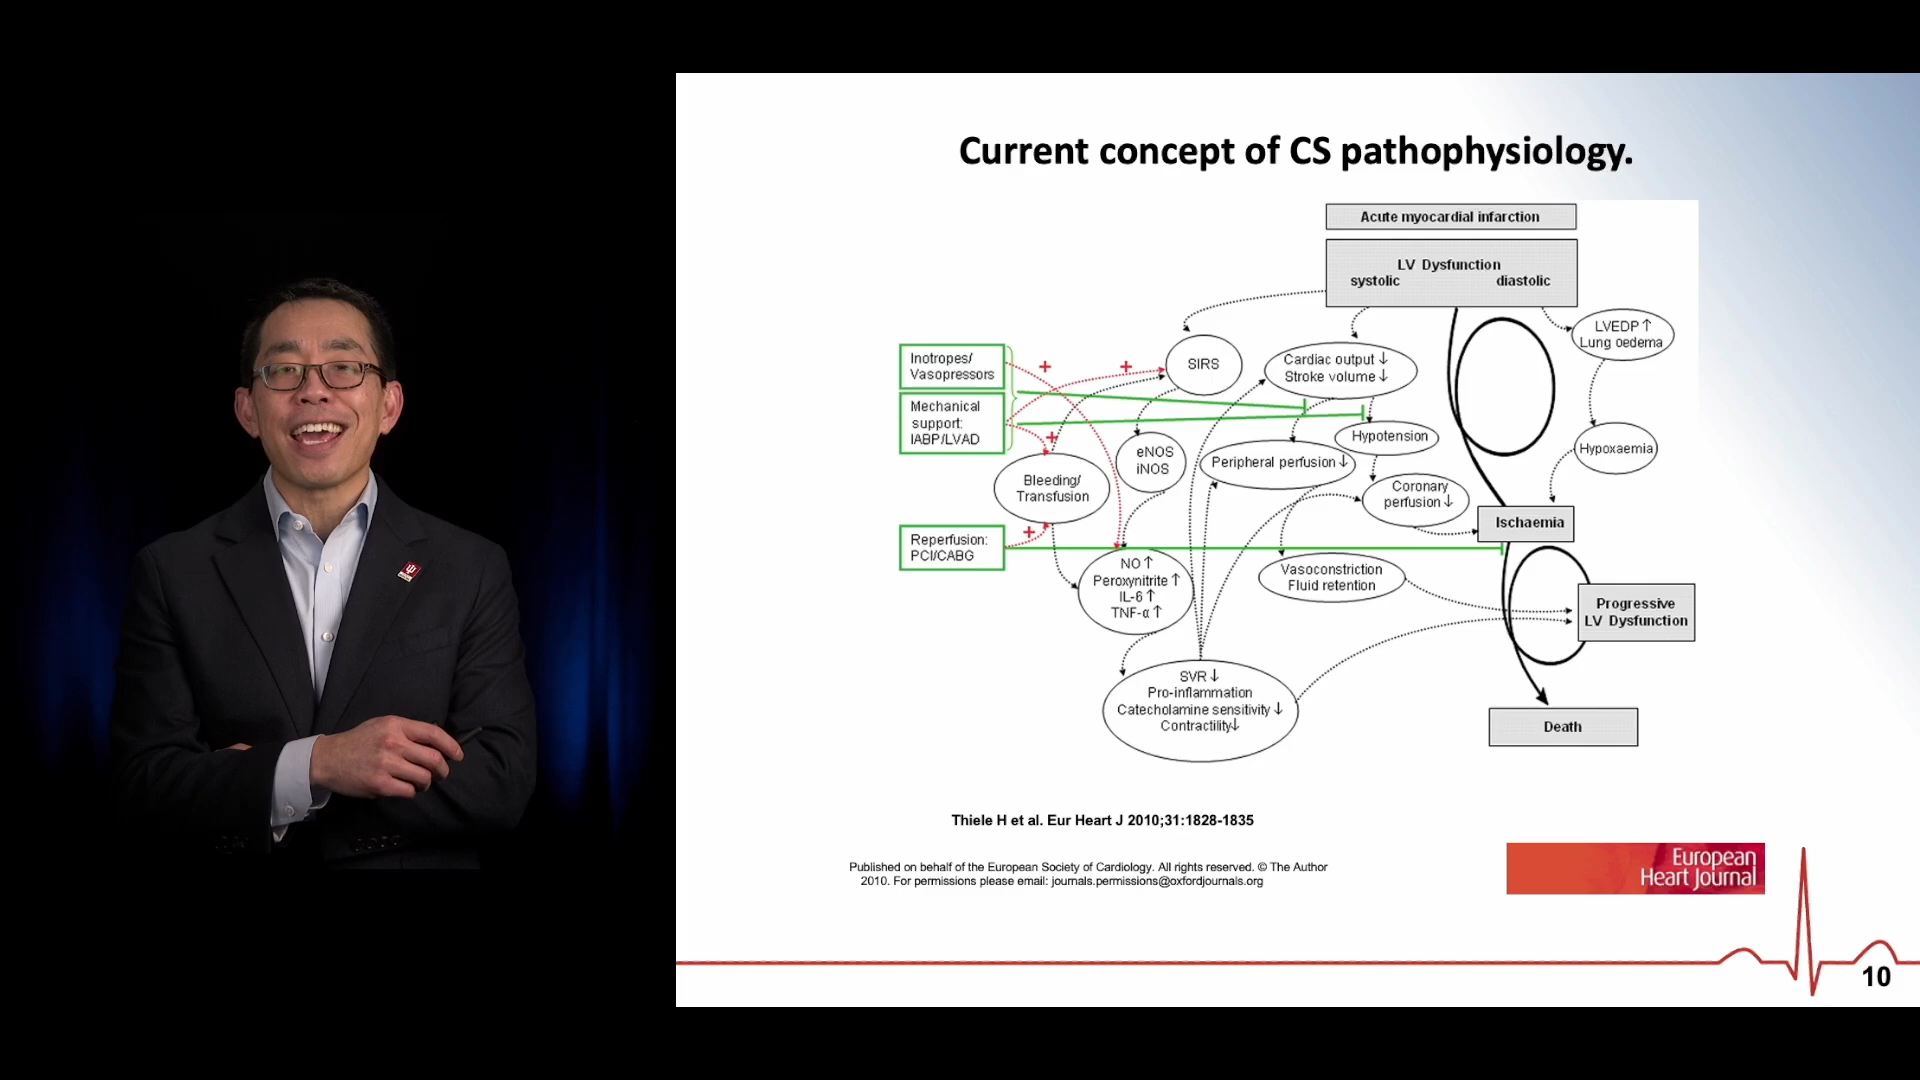 Current concept of CS pathophysiology.
Acute myocardial infarction
LV Dysfunction
systolic diastolic
LVEDP ↑
Lung oedema
Inotropes/
Vasopressors
+
+
SIRS
Cardiac output ↓
Stroke volume ↓
Mechanical
support:
IABP/LVAD
+
Hypotension
Hypoxaemia
eNOS
iNOS
Peripheral perfusion ↓
Bleeding/
Transfusion
Coronary
perfusion ↓
Ischaemia
Reperfusion:
PCI/CABG
+
NO ↑
Peroxynitrite ↑
IL-6 ↑
TNF-α ↑
Vasoconstriction
Fluid retention
Progressive
LV Dysfunction
SVR ↓
Pro-inflammation
Catecholamine sensitivity ↓
Contractility↓
Death
Thiele H et al. Eur Heart J 2010;31:1828-1835
Published on behalf of the European Society of Cardiology. All rights reserved. © The Author
2010. For permissions please email: journals.permissions@oxfordjournals.org
European
Heart Journal
10